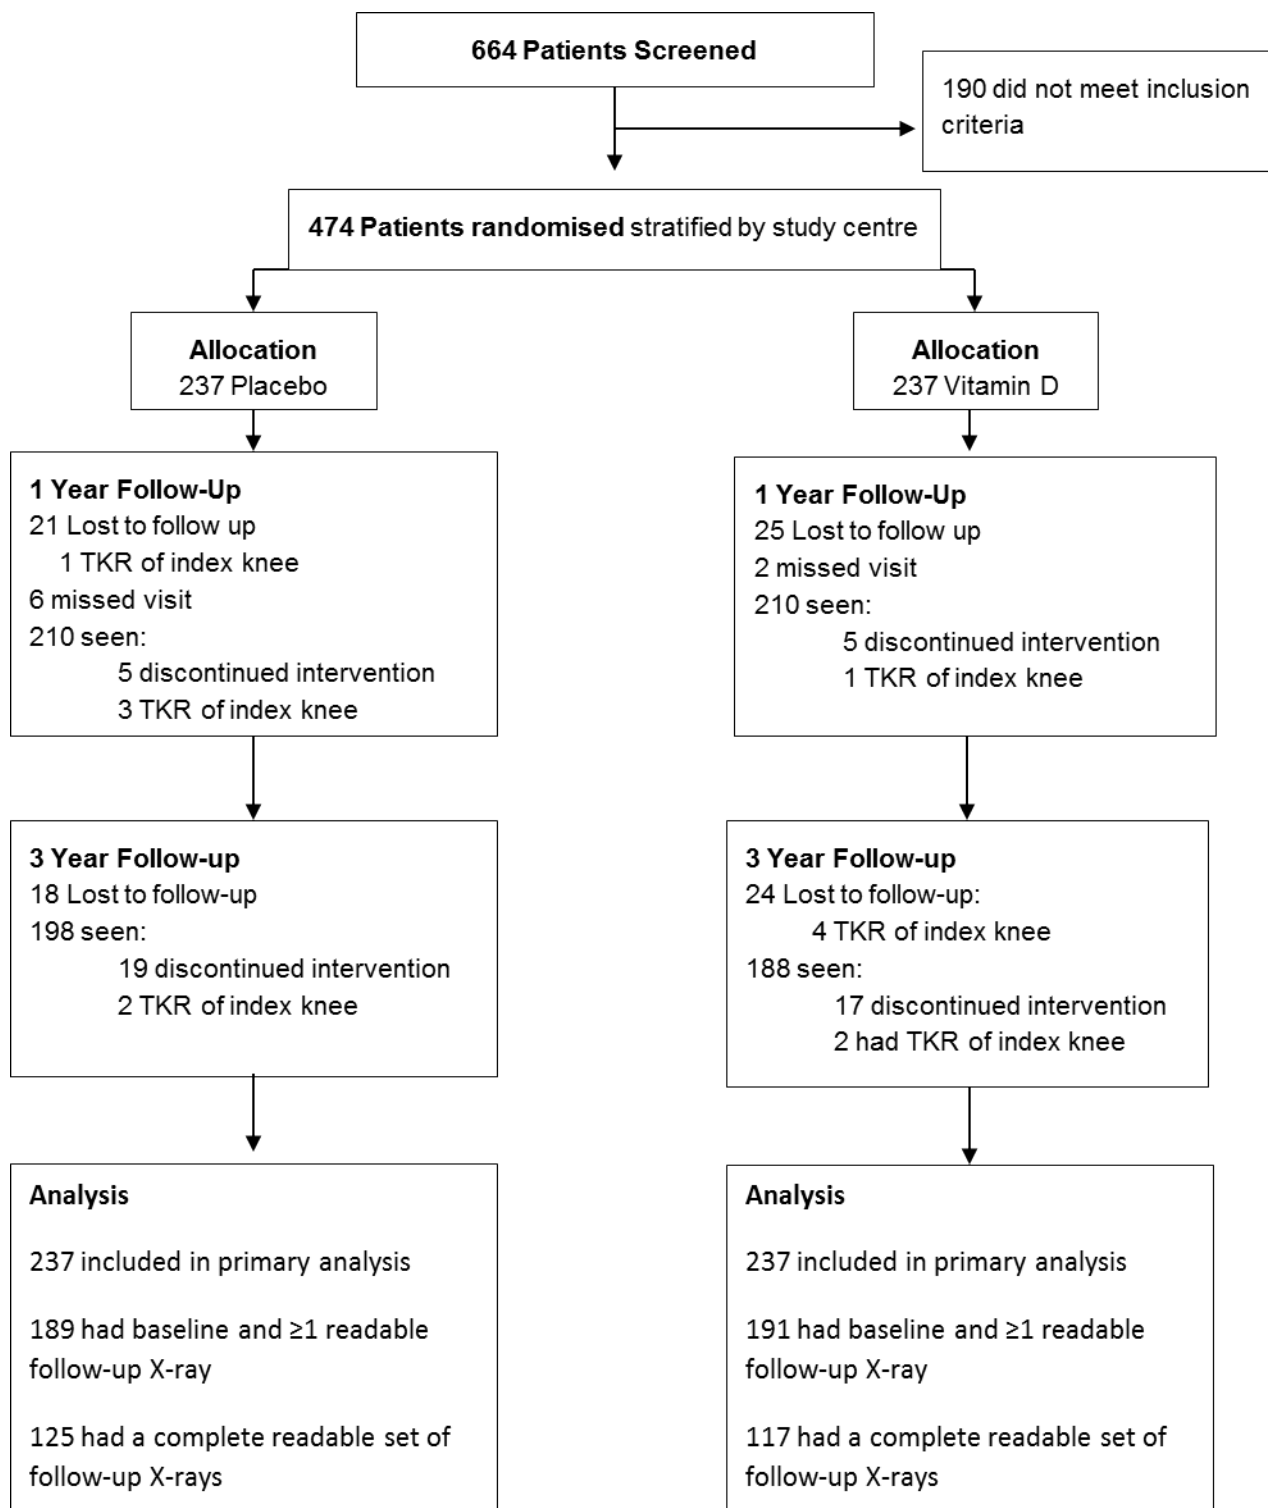 664 Patients Screened
190 did not meet inclusion
criteria
474 Patients randomised stratified by study centre
Allocation
237 Placebo
Allocation
237 Vitamin D
1 Year Follow-Up
21 Lost to follow up
1 TKR of index knee
6 missed visit
210 seen:
5 discontinued intervention
3 TKR of index knee
1 Year Follow-Up
25 Lost to follow up
2 missed visit
210 seen:
5 discontinued intervention
1 TKR of index knee
3 Year Follow-up
18 Lost to follow-up
198 seen:
19 discontinued intervention
2 TKR of index knee
3 Year Follow-up
24 Lost to follow-up:
4 TKR of index knee
188 seen:
17 discontinued intervention
2 had TKR of index knee
Analysis
237 included in primary analysis
189 had baseline and ≥1 readable
follow-up X-ray
125 had a complete readable set of
follow-up X-rays
Analysis
237 included in primary analysis
191 had baseline and ≥1 readable
follow-up X-ray
117 had a complete readable set of
follow-up X-rays